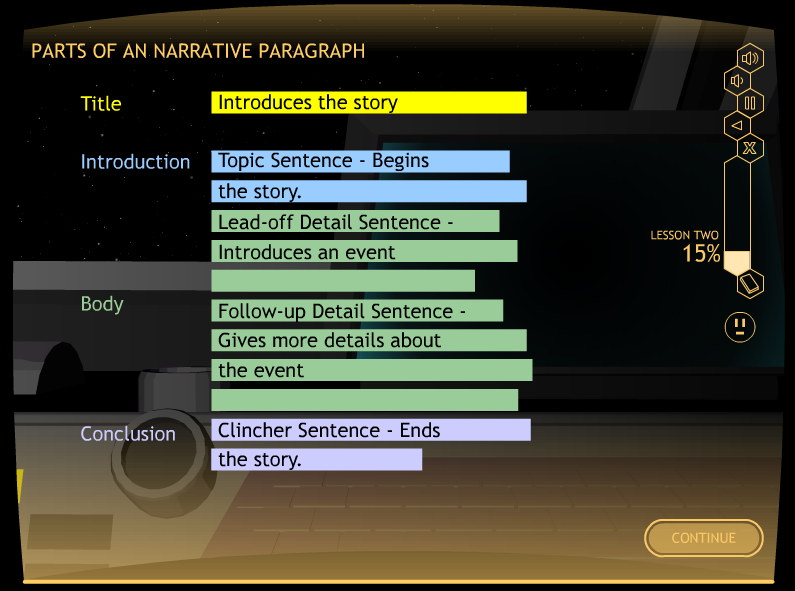 PARTS OF AN NARRATIVE PARAGRAPH
Title
Introduces the story
Introduction
Topic Sentence - Begins
the story.
Lead-off Detail Sentence -
Introduces an event
Body
Follow-up Detail Sentence -
Gives more details about
the event
Conclusion
Clincher Sentence - Ends
the story.
LESSON TWO
15%
CONTINUE